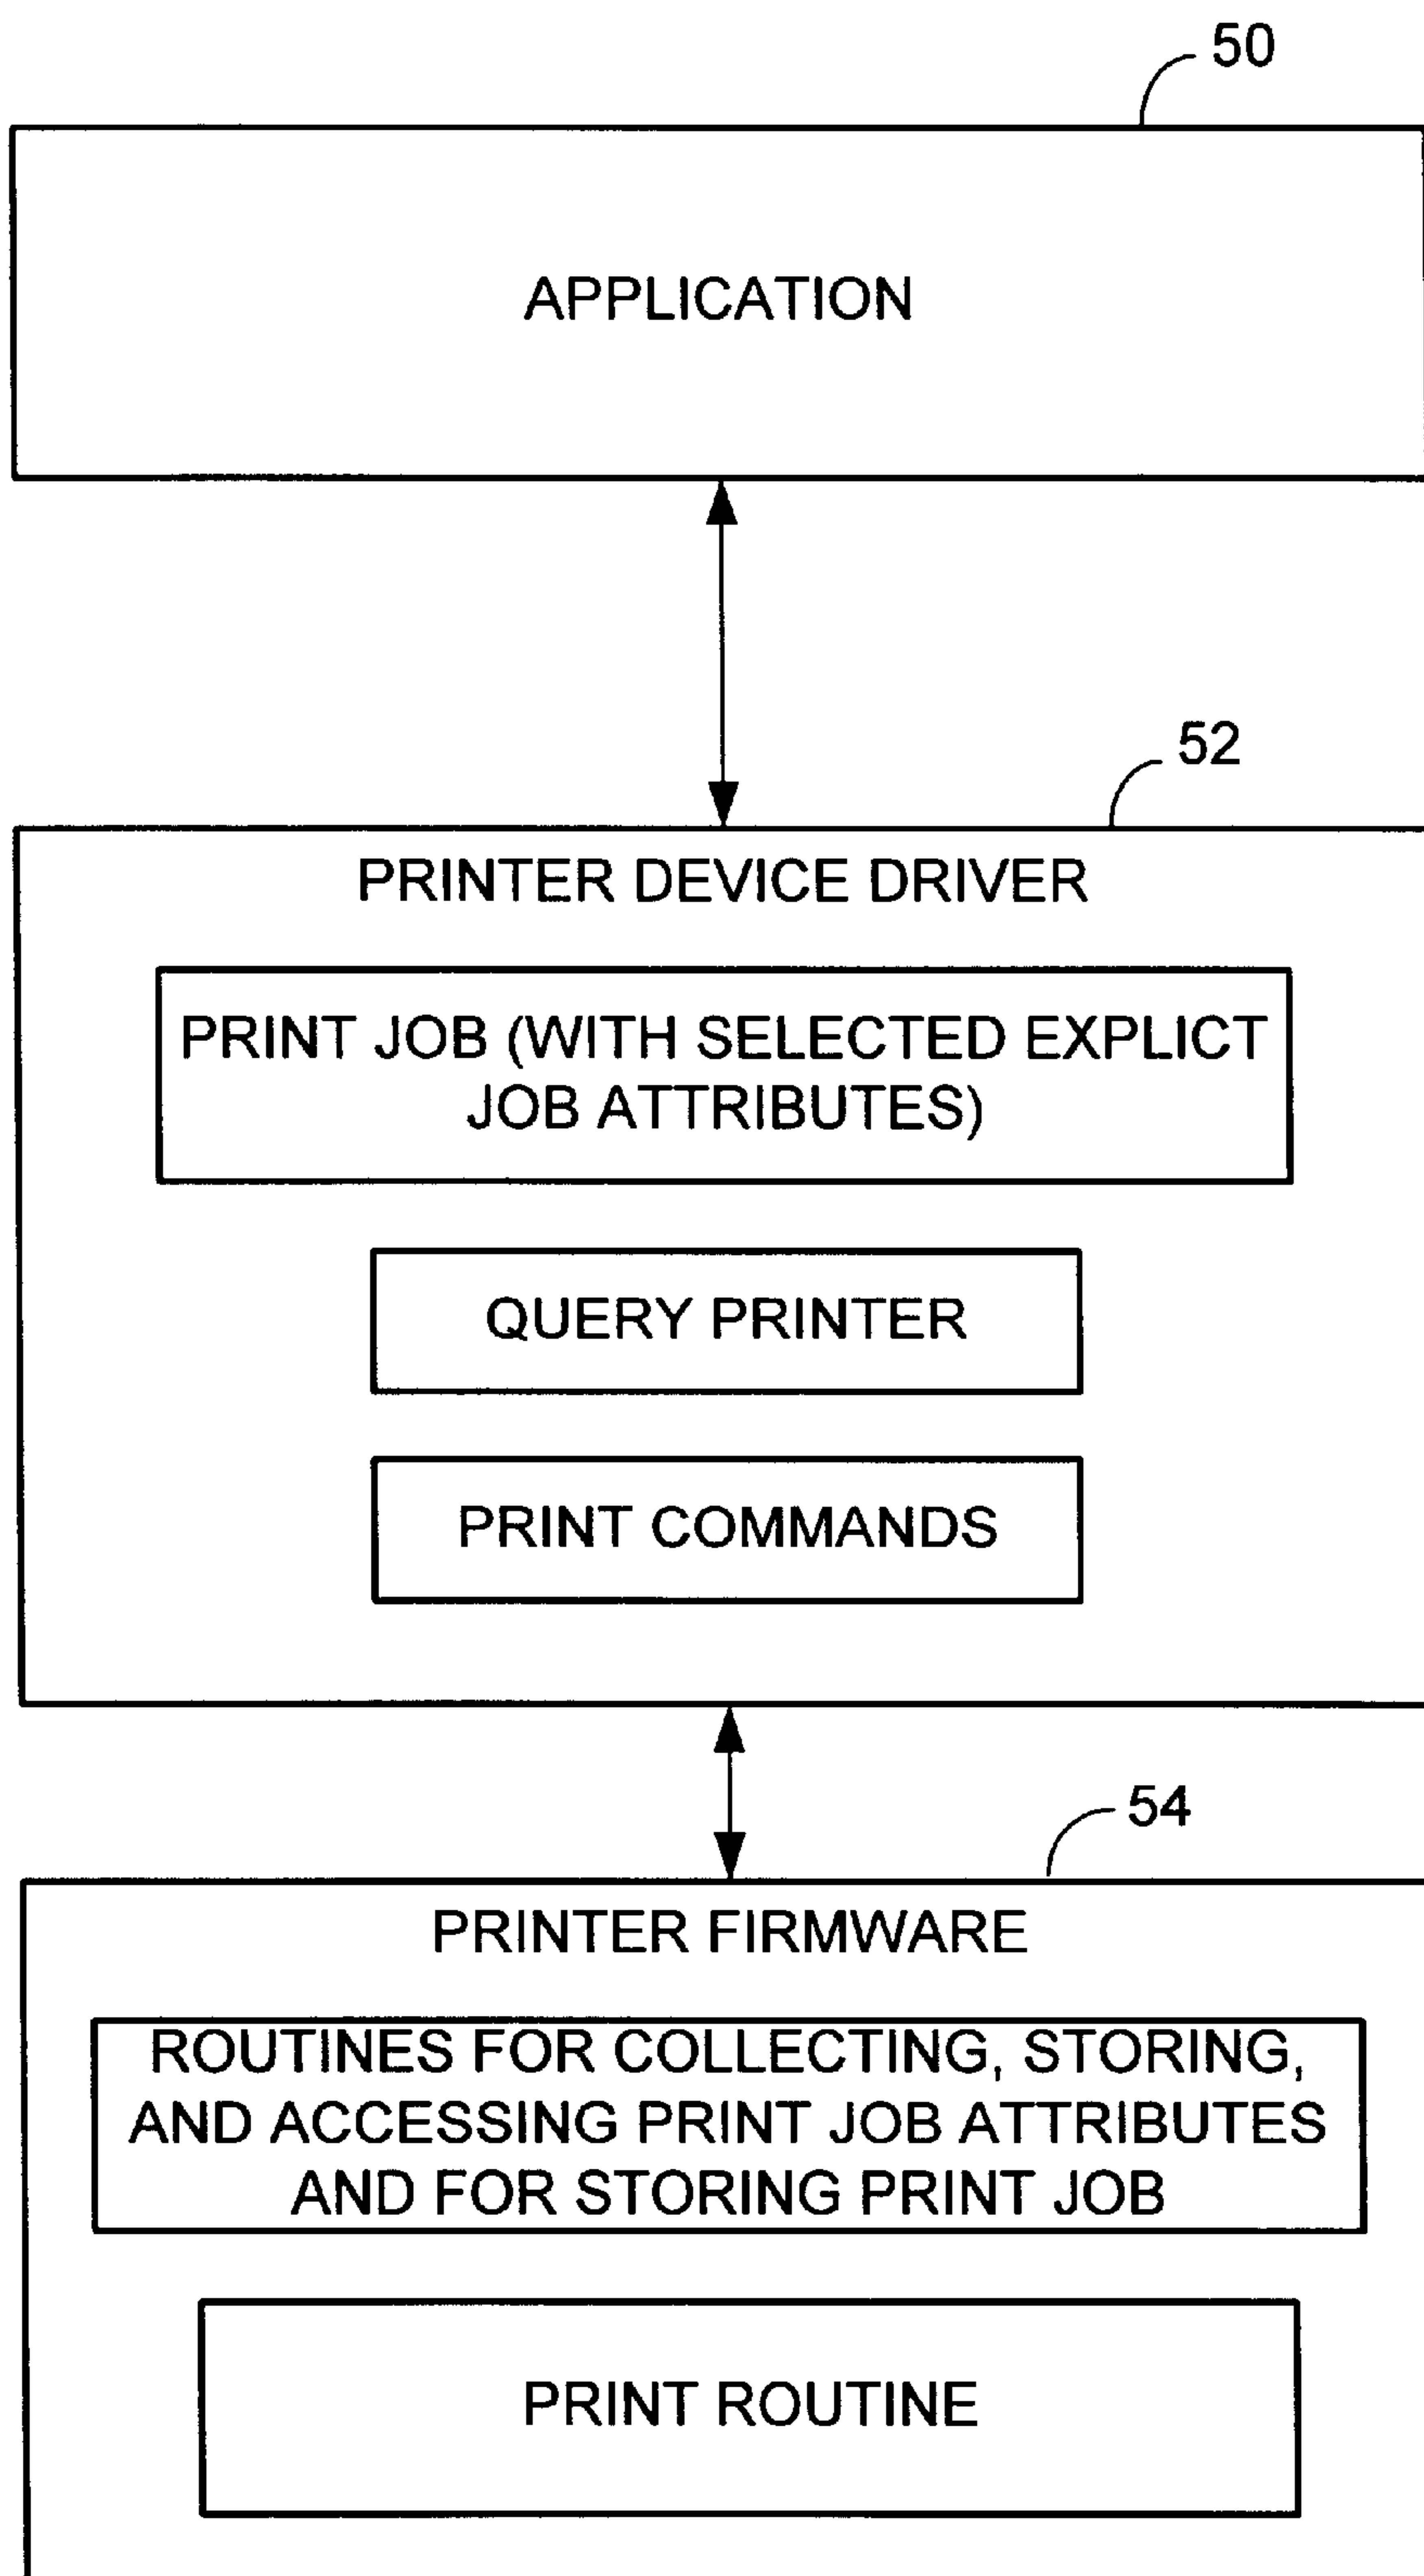 50
APPLICATION
52
PRINTER DEVICE DRIVER
PRINT JOB (WITH SELECTED EXPLICT
JOB ATTRIBUTES)
QUERY PRINTER
PRINT COMMANDS
54
PRINTER FIRMWARE
ROUTINES FOR COLLECTING, STORING,
AND ACCESSING PRINT JOB ATTRIBUTES
AND FOR STORING PRINT JOB
PRINT ROUTINE